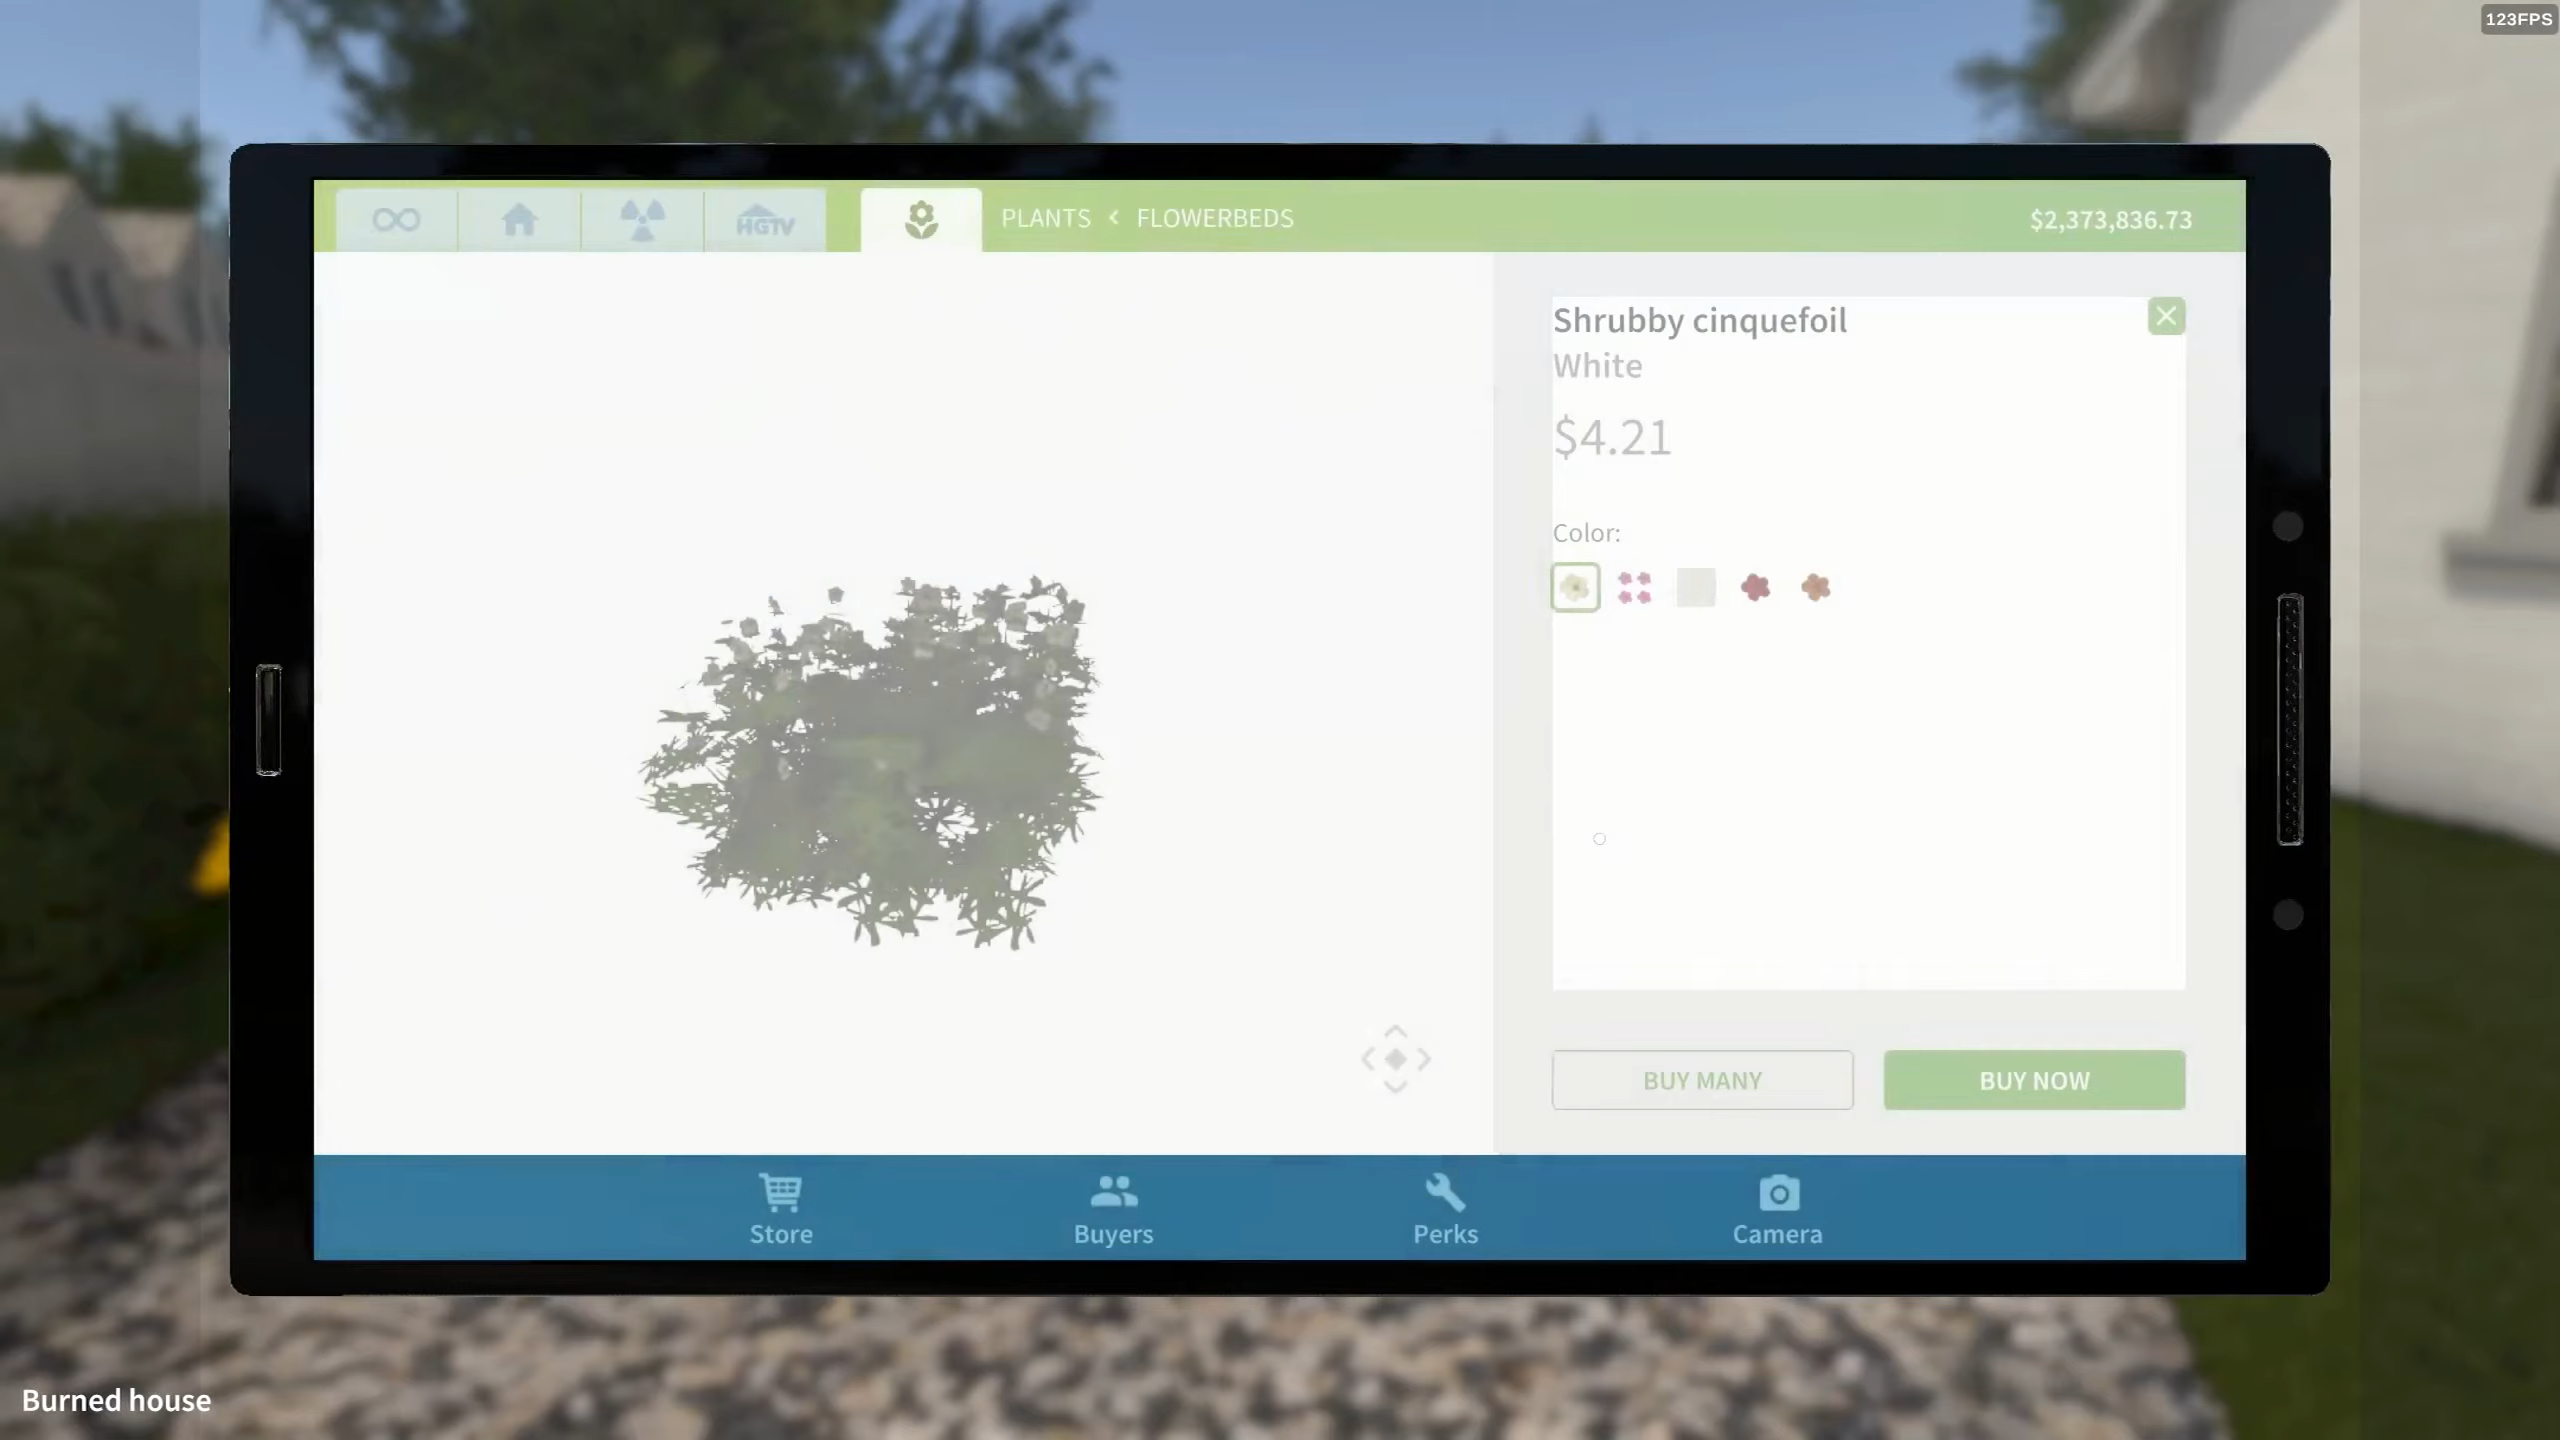 123FPS
HGTV
PLANTS < FLOWERBEDS
$2,373,836.73
Shrubby cinquefoil
White
$4.21
Color:
BUY MANY
BUY NOW
Store
Buyers
Perks
Camera
Burned house